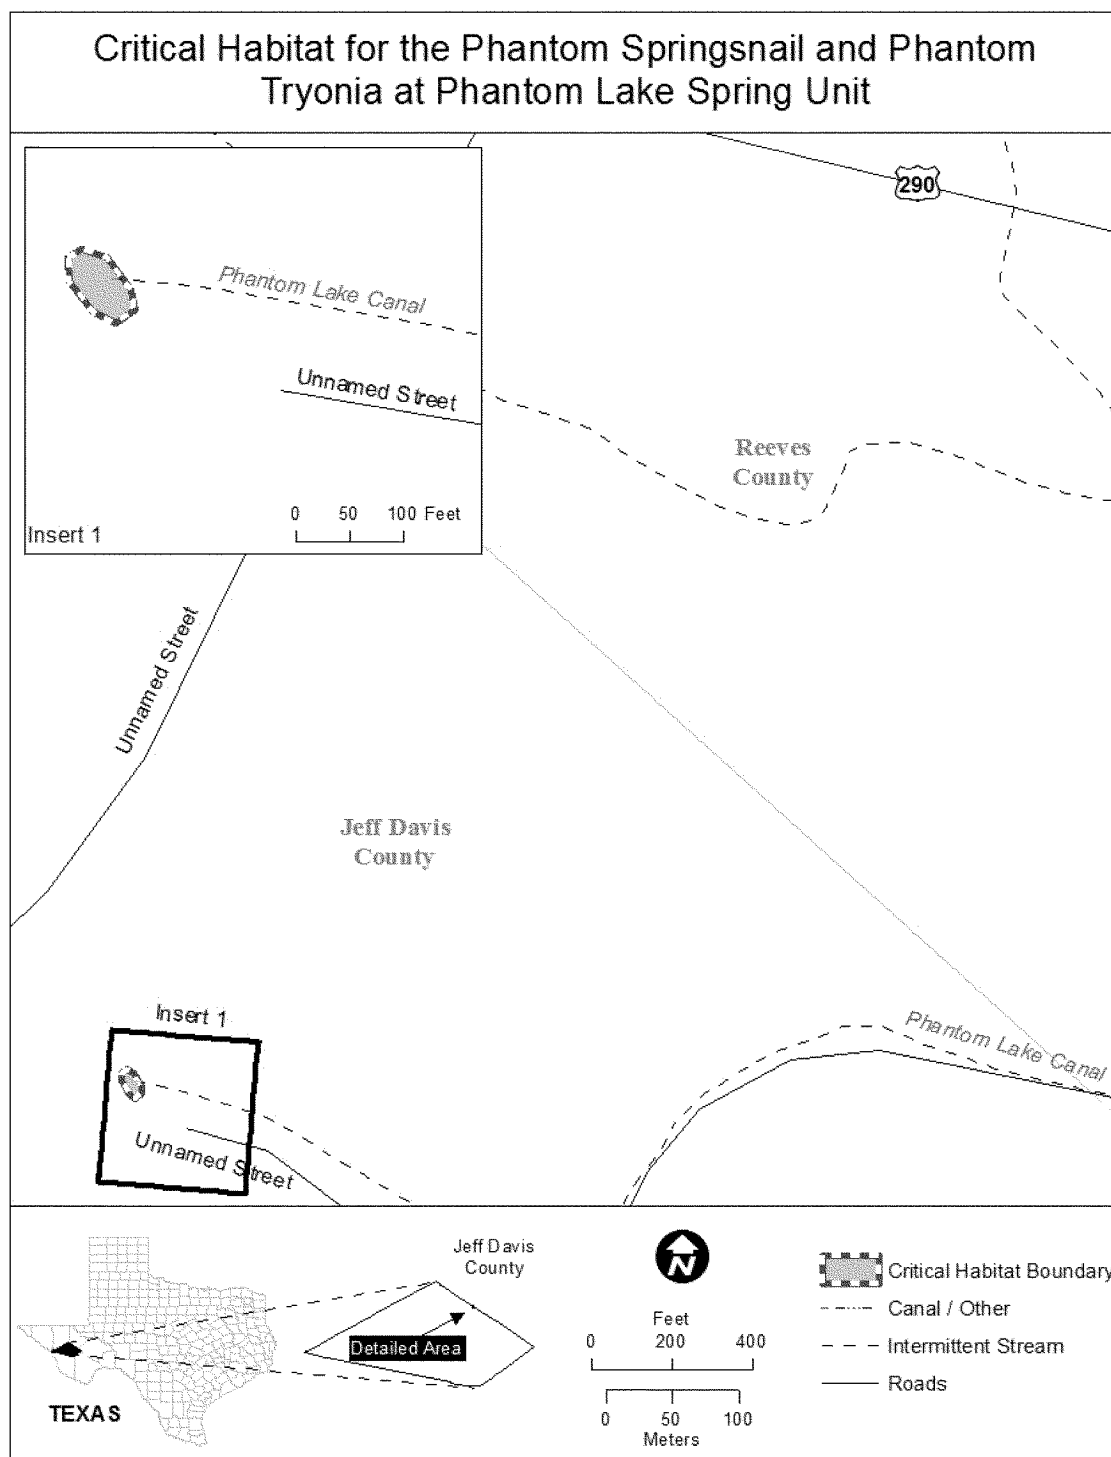 Critical Habitat for the Phantom Springsnail and Phantom
Tryonia at Phantom Lake Spring Unit
290
Phantom Lake Canal
Unnamed Street
0 50 100 Feet
Insert 1
Reeves
County
Unnamed Street
Jeff Davis
County
Insert 1
Unnamed Street
Phantom Lake Canal
TEXAS
Jeff Davis
County
Detailed Area
N
Feet
0 200 400
0 50 100
Meters
Critical Habitat Boundary
Canal / Other
Intermittent Stream
Roads